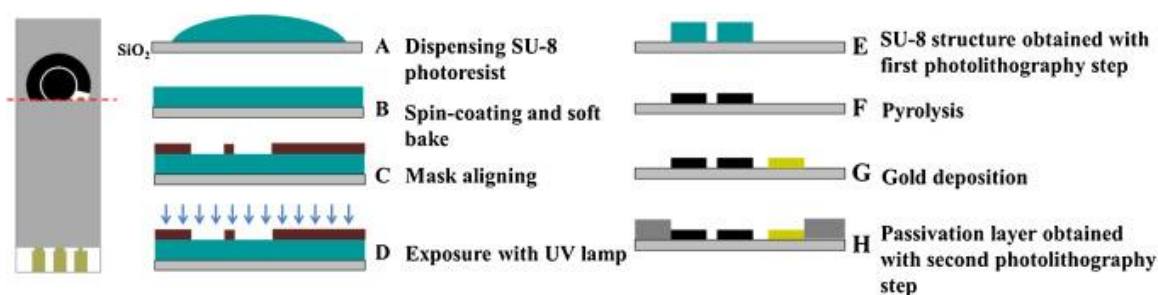 SiO2
A Dispensing SU-8
photoresist
B Spin-coating and soft
bake
C Mask aligning
D Exposure with UV lamp
E SU-8 structure obtained with
first photolithography step
F Pyrolysis
G Gold deposition
H Passivation layer obtained
with second photolithography
step